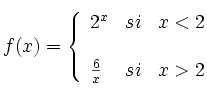 f(x) = { 2^x si x < 2
6/x si x > 2